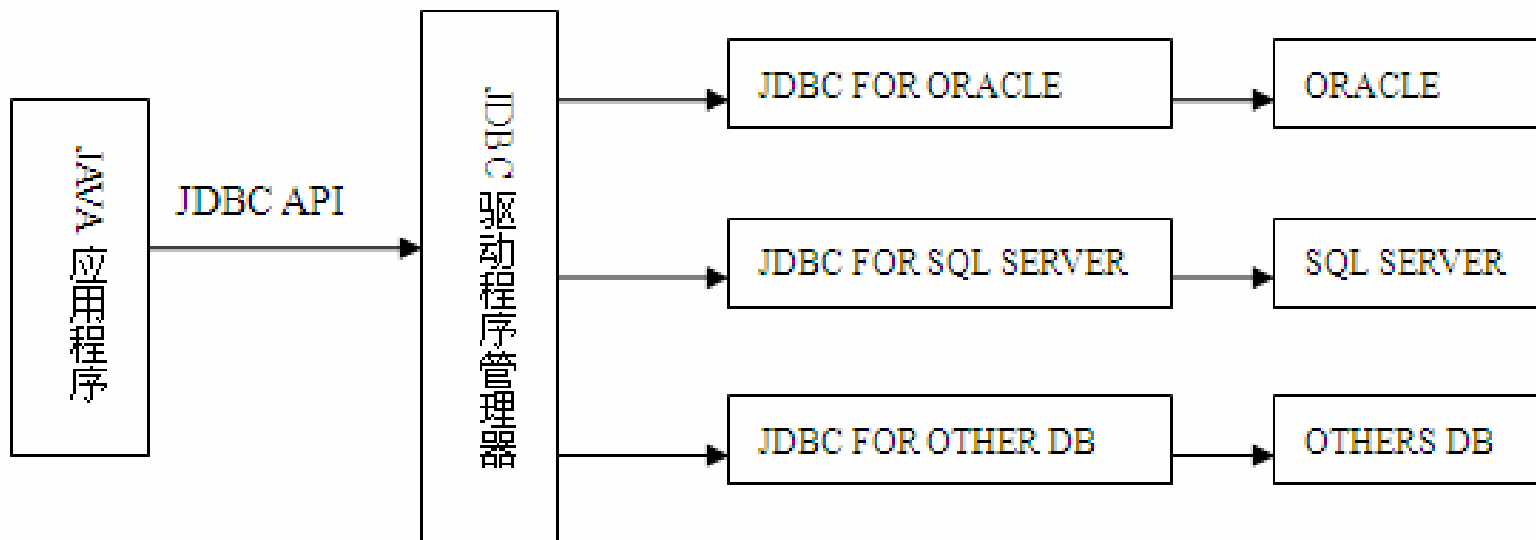 JAVA 应用程序
JDBC API
JDBC 驱动程序管理器
JDBC FOR ORACLE
ORACLE
JDBC FOR SQL SERVER
SQL SERVER
JDBC FOR OTHER DB
OTHERS DB